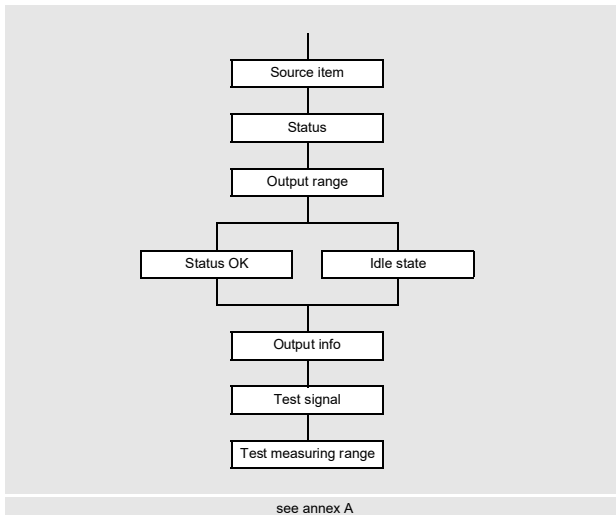 Source item
Status
Output range
Status OK
Idle state
Output info
Test signal
Test measuring range
see annex A